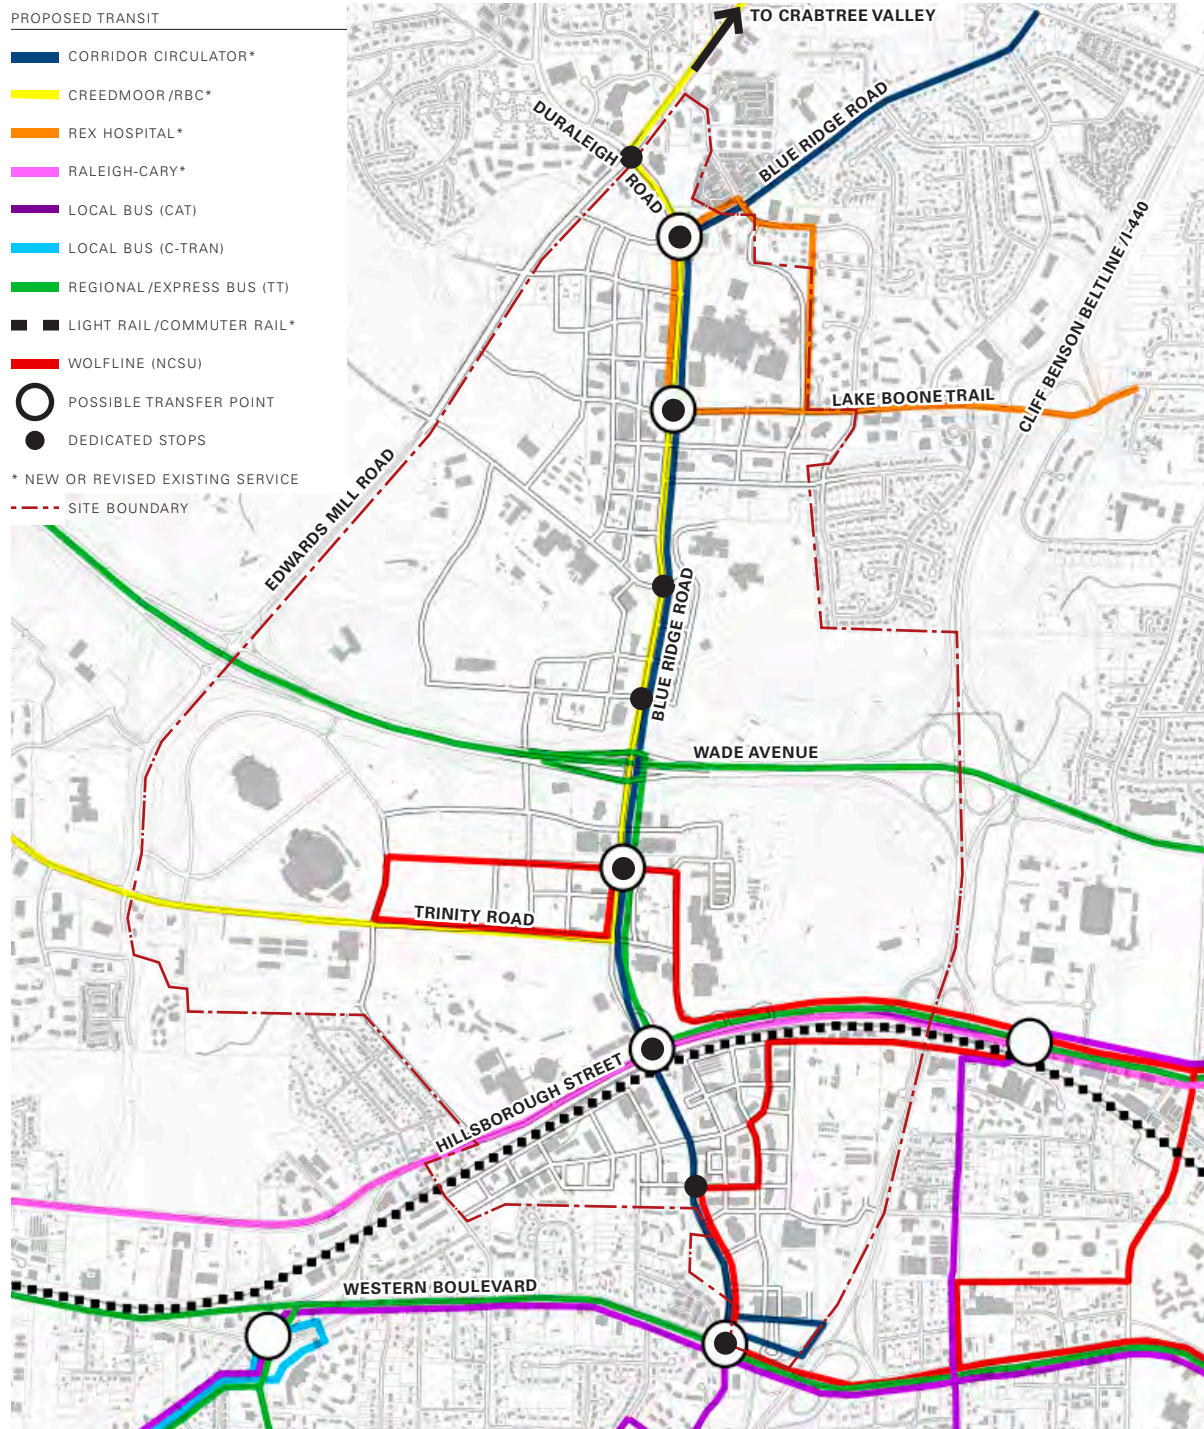 PROPOSED TRANSIT
CORRIDOR CIRCULATOR*
CREEDMOOR/RBC*
REX HOSPITAL*
RALEIGH-CARY*
LOCAL BUS (CAT)
LOCAL BUS (C-TRAN)
REGIONAL/EXPRESS BUS (TT)
LIGHT RAIL/COMMUTER RAIL*
WOLFLINE (NCSU)
POSSIBLE TRANSFER POINT
DEDICATED STOPS
* NEW OR REVISED EXISTING SERVICE
SITE BOUNDARY
TO CRABTREE VALLEY
DURALEIGH ROAD
BLUE RIDGE ROAD
CLIFF BENSON BELTLINE/I-440
LAKE BOONE TRAIL
EDWARDS MILL ROAD
BLUE RIDGE ROAD
WADE AVENUE
TRINITY ROAD
HILLSBOROUGH STREET
WESTERN BOULEVARD